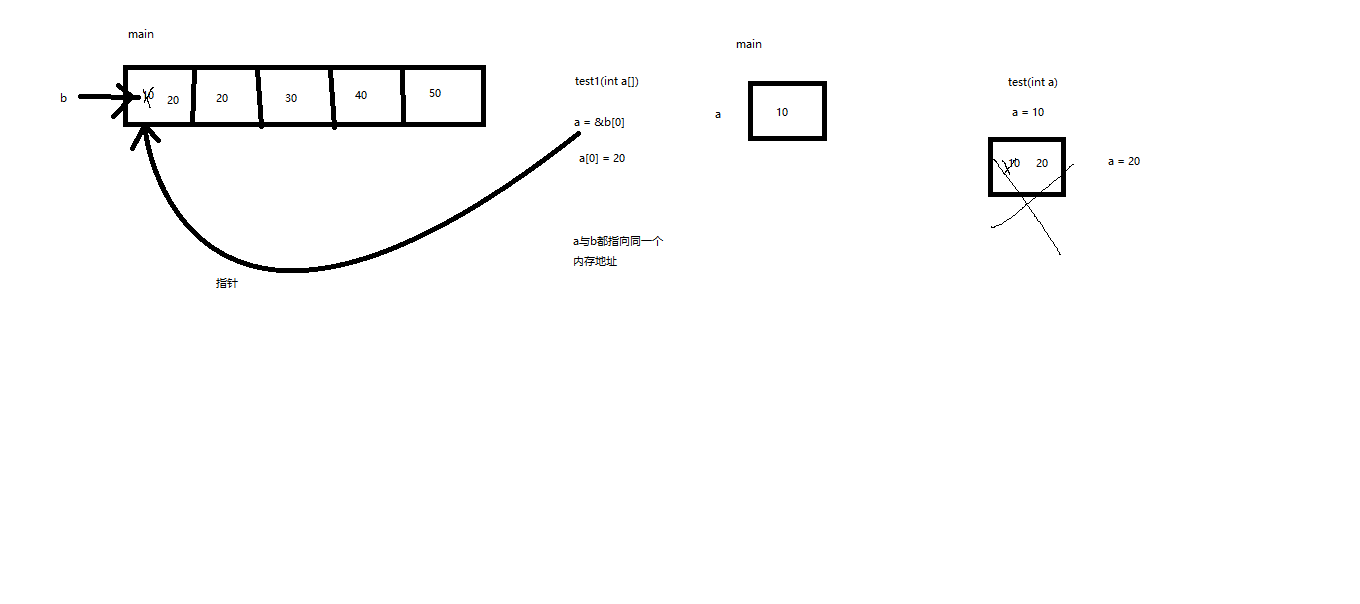 main
b
10
20
20
30
40
50
test1(int a[])
a = &b[0]
a[0] = 20
a与b都指向同一个
内存地址
指针
main
a
10
test(int a)
a = 10
10
20
a = 20